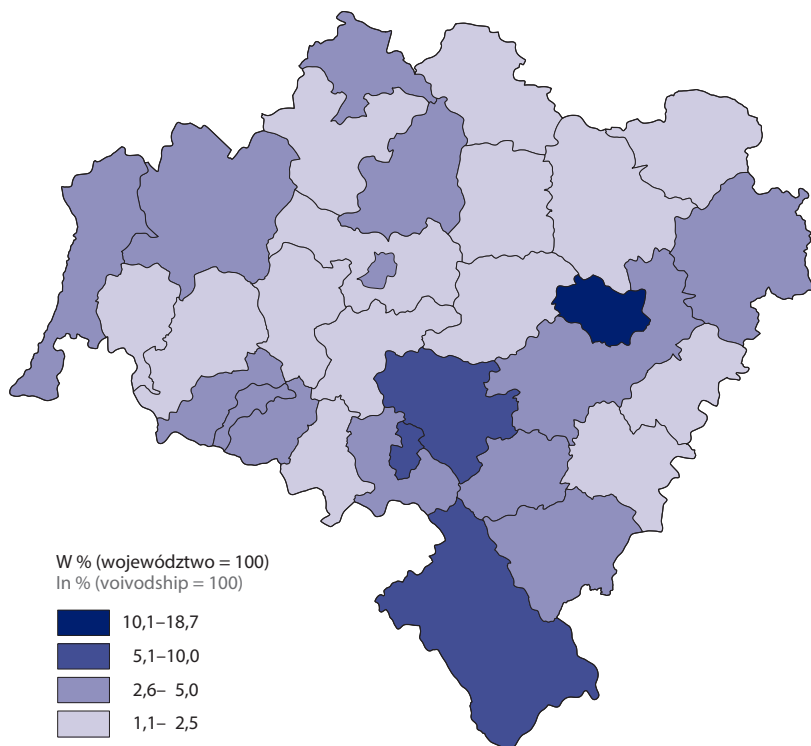 W % (województwo = 100)
In % (voivodship = 100)
10,1–18,7
5,1–10,0
2,6– 5,0
1,1– 2,5